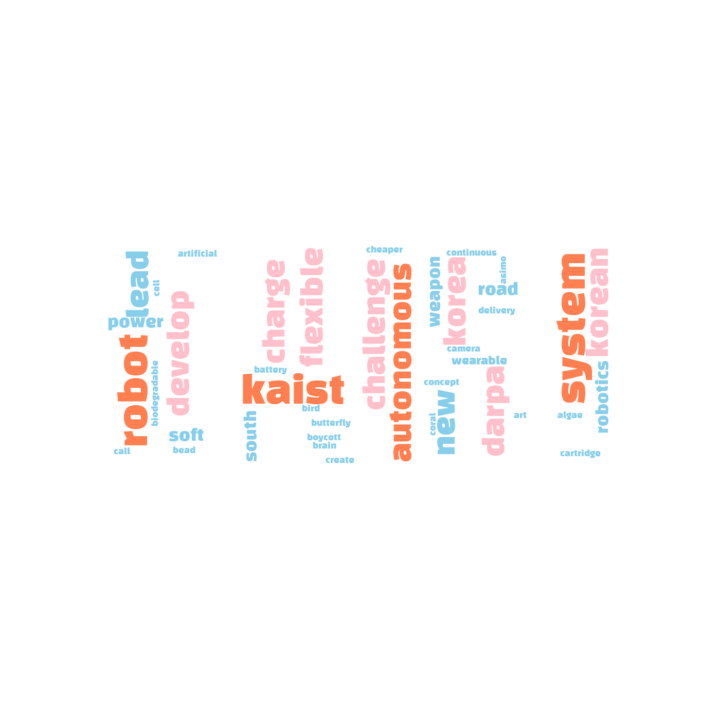 lead
artificial
cell
power
develop
robot
biodegradable
soft
call
bead
charge
flexible
battery
kaist
bird
south
butterfly
boycott
brain
create
cheaper
challenge
autonomous
weapon
continuous
korea
asimo
road
delivery
camera
wearable
concept
darpa
new
coral
art
system
korean
robotics
algae
cartridge